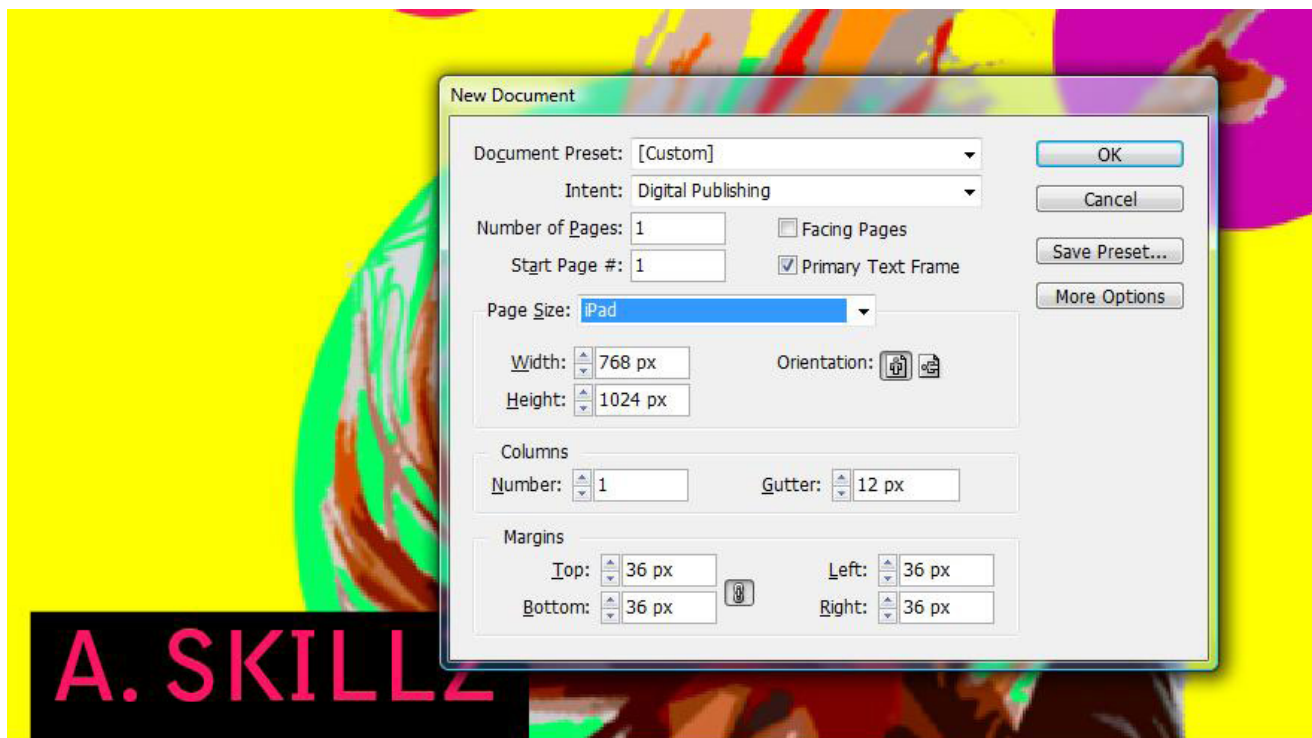 New Document
Document Preset: [Custom] OK
Intent: Digital Publishing Cancel
Number of Pages: 1 Facing Pages Save Preset...
Start Page #: 1 Primary Text Frame
Page Size: iPad More Options
Width: 768 px Orientation:
Height: 1024 px
Columns
Number: 1 Gutter: 12 px
Margins
Top: 36 px Left: 36 px
Bottom: 36 px Right: 36 px
A. SKILLZ